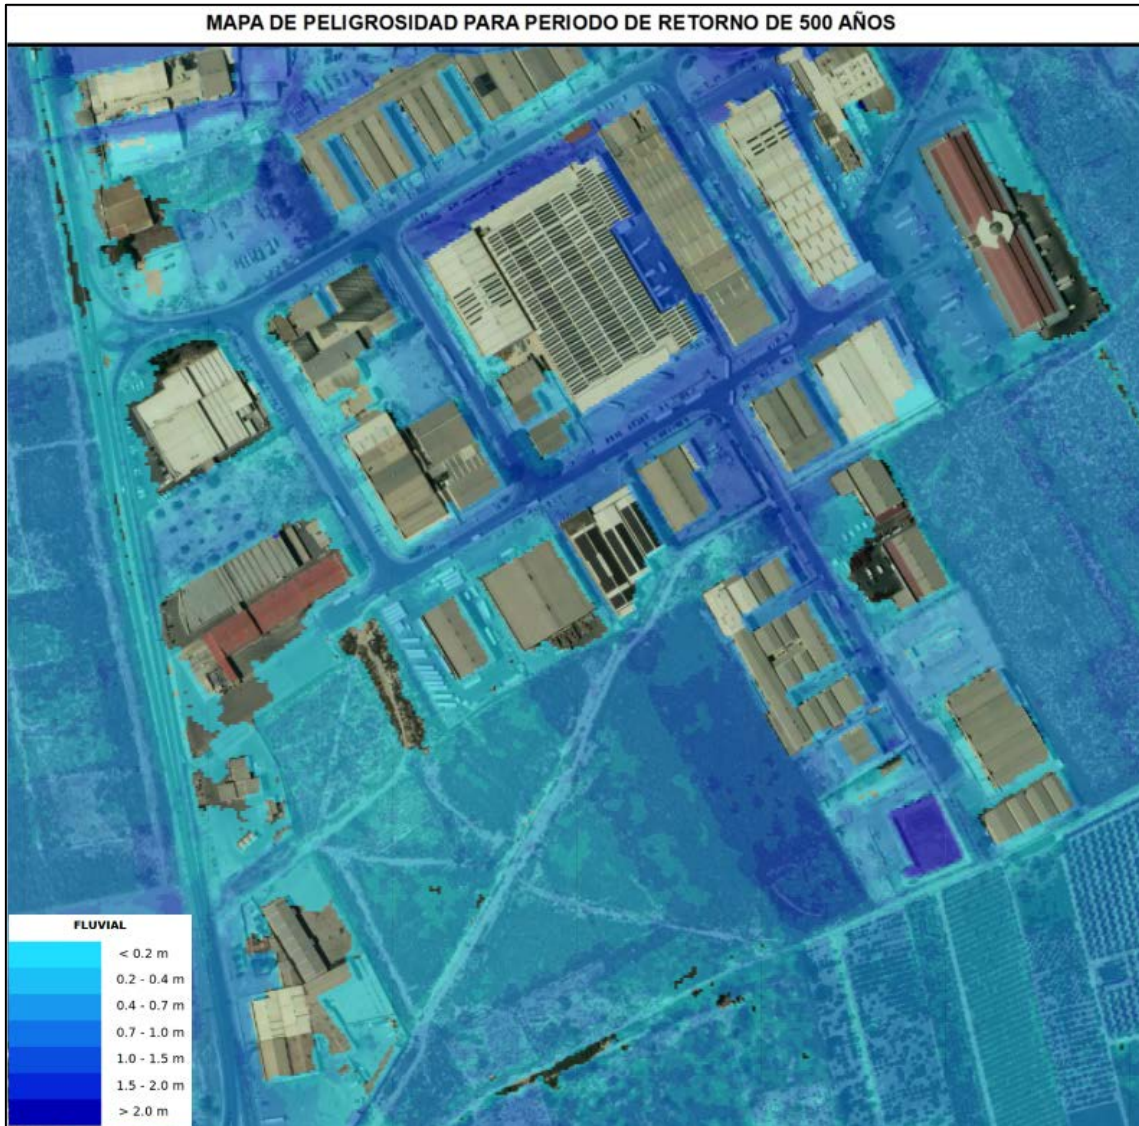 MAPA DE PELIGROSIDAD PARA PERIODO DE RETORNO DE 500 AÑOS
FLUVIAL
< 0.2 m
0.2 - 0.4 m
0.4 - 0.7 m
0.7 - 1.0 m
1.0 - 1.5 m
1.5 - 2.0 m
> 2.0 m